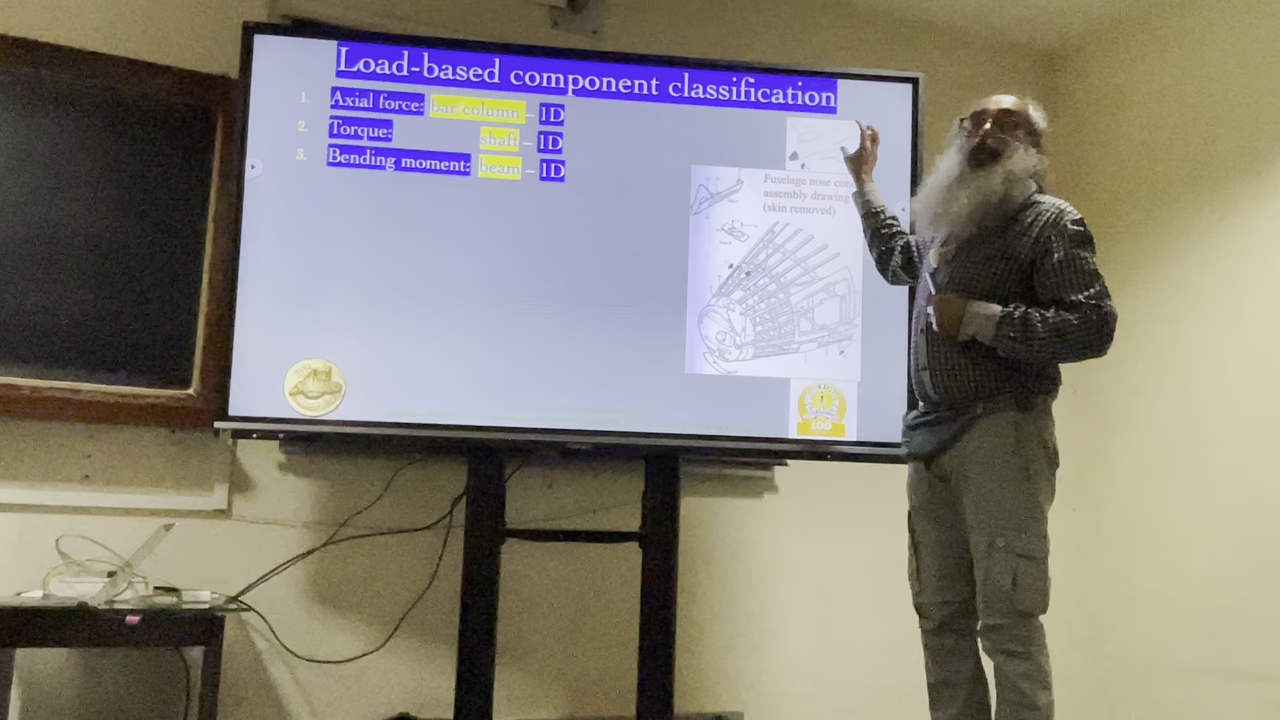 Load-based component classification
1. Axial force: bar column – 1D
2. Torque: shaft – 1D
3. Bending moment: beam – 1D
Fuselage nose
assembly drawing
(skin removed)
100